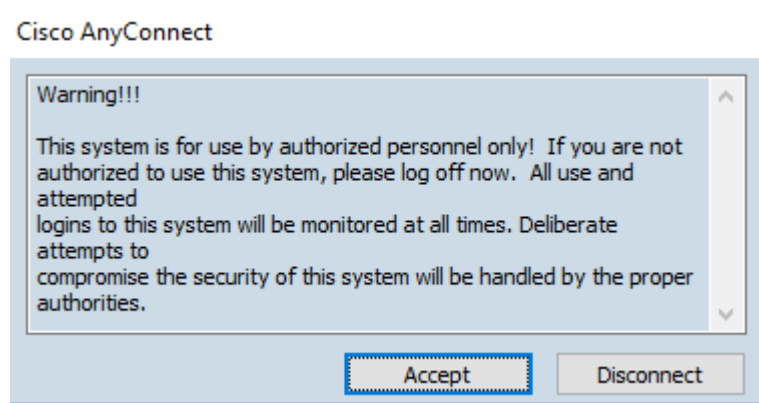 Cisco AnyConnect
Warning!!!
This system is for use by authorized personnel only!  If you are not
authorized to use this system, please log off now.  All use and
attempted
logins to this system will be monitored at all times. Deliberate
attempts to
compromise the security of this system will be handled by the proper
authorities.
Accept
Disconnect